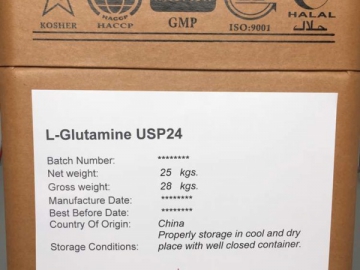 KOSHER
HACCP
HACCP
GMP
ISO:9001
HALAL
حلال
L-Glutamine USP24
Batch Number: ********
Net weight: 25 kgs.
Gross weight: 28 kgs.
Manufacture Date: ********
Best Before Date: ********
Country Of Origin: China
Storage Conditions: Properly storage in cool and dry
place with well closed container.